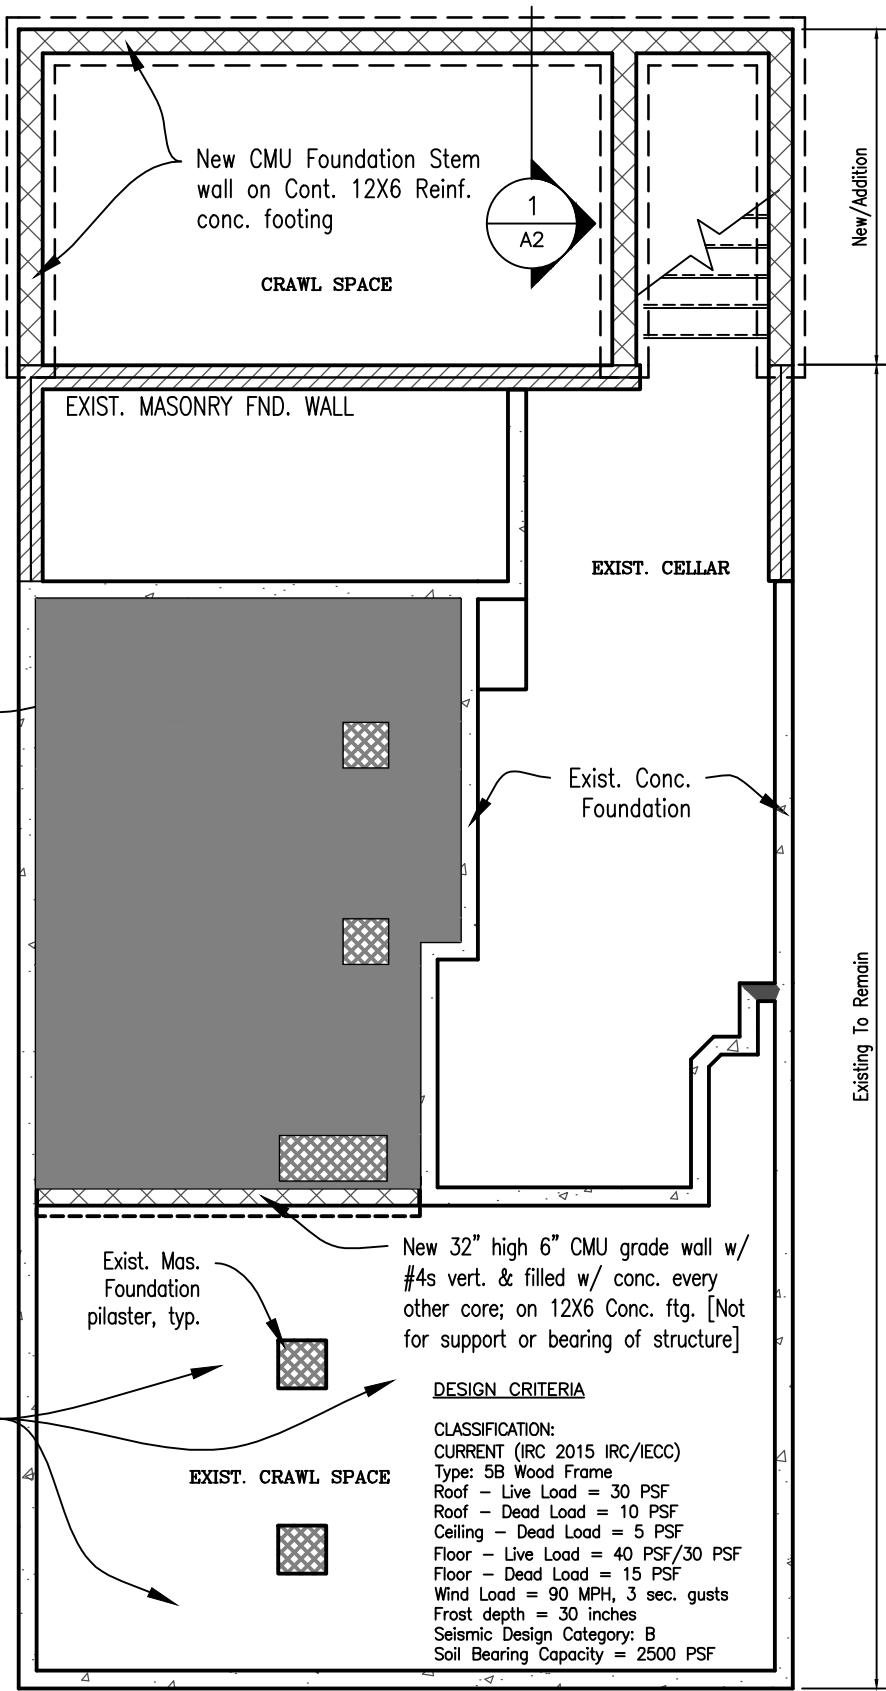 New CMU Foundation Stem
wall on Cont. 12X6 Reinf.
conc. footing
1
A2
CRAWL SPACE
New/Addition
EXIST. MASONRY FND. WALL
EXIST. CELLAR
Exist. Conc.
Foundation
Existing To Remain
New 32” high 6” CMU grade wall w/
#4s vert. & filled w/ conc. every
other core; on 12X6 Conc. ftg. [Not
for support or bearing of structure]
Exist. Mas.
Foundation
pilaster, typ.
EXIST. CRAWL SPACE
DESIGN CRITERIA
CLASSIFICATION:
CURRENT (IRC 2015 IRC/IECC)
Type: 5B Wood Frame
Roof – Live Load = 30 PSF
Roof – Dead Load = 10 PSF
Ceiling – Dead Load = 5 PSF
Floor – Live Load = 40 PSF/30 PSF
Floor – Dead Load = 15 PSF
Wind Load = 90 MPH, 3 sec. gusts
Frost depth = 30 inches
Seismic Design Category: B
Soil Bearing Capacity = 2500 PSF